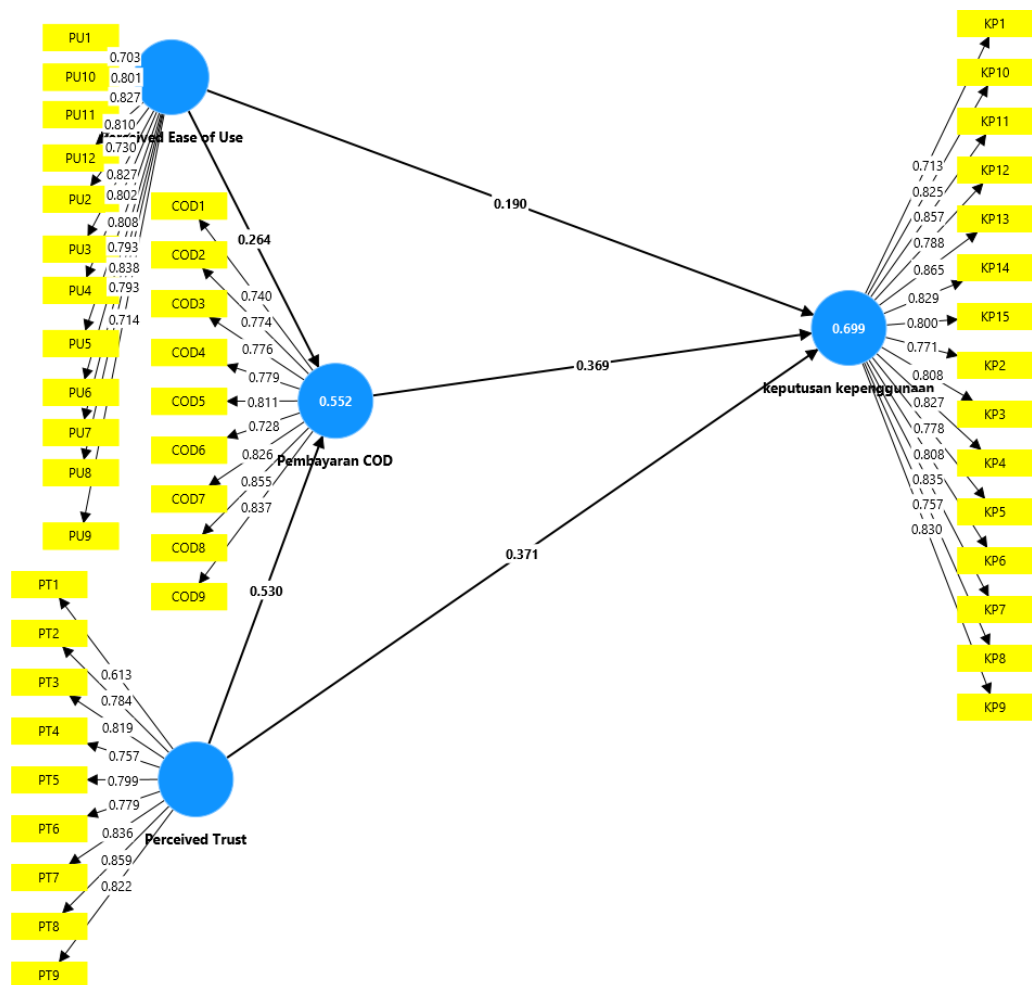 PU1
PU10
PU11
PU12
PU2
PU3
PU4
PU5
PU6
PU7
PU8
PU9
0.703
0.801
0.827
0.810
0.730
0.827
0.802
0.808
0.793
0.838
0.793
0.714
Perceived Ease of Use
0.190
0.264
COD1
COD2
COD3
COD4
COD5
COD6
COD7
COD8
COD9
0.740
0.774
0.776
0.779
0.811
0.728
0.826
0.855
0.837
0.552
Pembayaran COD
0.369
0.530
0.371
PT1
PT2
PT3
PT4
PT5
PT6
PT7
PT8
PT9
0.613
0.784
0.819
0.757
0.799
0.779
0.836
0.859
0.822
Perceived Trust
0.699
keputusan kepenggunaan
0.713
0.825
0.857
0.788
0.865
0.829
0.800
0.771
0.808
0.827
0.778
0.808
0.835
0.757
0.830
KP1
KP10
KP11
KP12
KP13
KP14
KP15
KP2
KP3
KP4
KP5
KP6
KP7
KP8
KP9